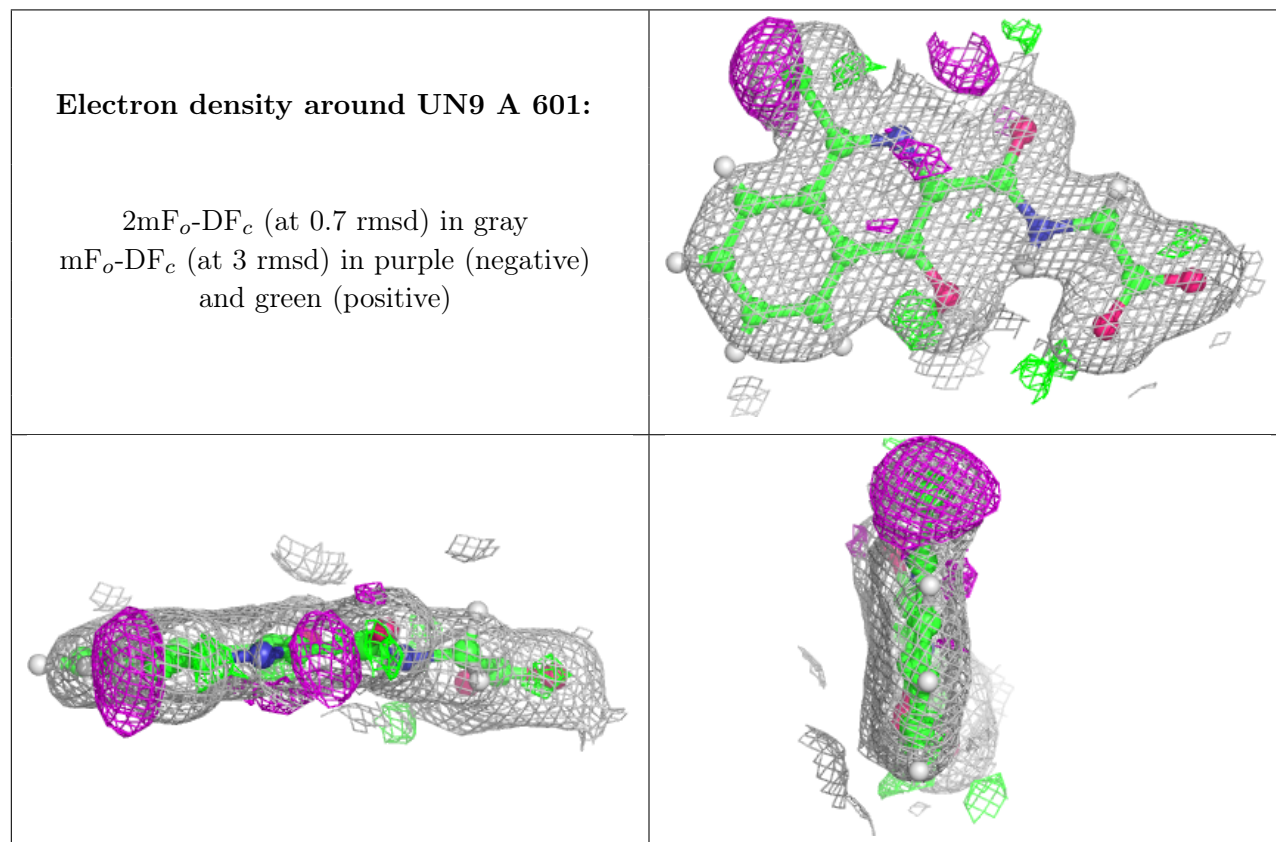 Electron density around UN9 A 601:
2mFo-DFc (at 0.7 rmsd) in gray
mFo-DFc (at 3 rmsd) in purple (negative)
and green (positive)